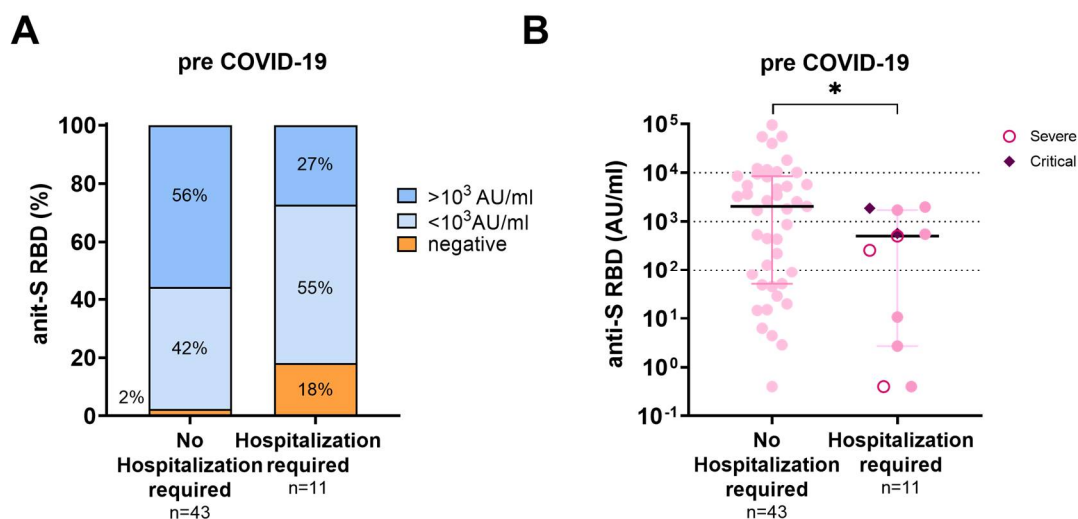 A
pre COVID-19
anit-S RBD (%)
100
80
60
40
20
0
56%
42%
2%
27%
55%
18%
>10³ AU/ml
<10³AU/ml
negative
No
Hospitalization
required
n=43
Hospitalization
required
n=11
B
pre COVID-19
*
anti-S RBD (AU/ml)
10⁵
10⁴
10³
10²
10¹
10⁰
10⁻¹
Severe
Critical
No
Hospitalization
required
n=43
Hospitalization
required
n=11